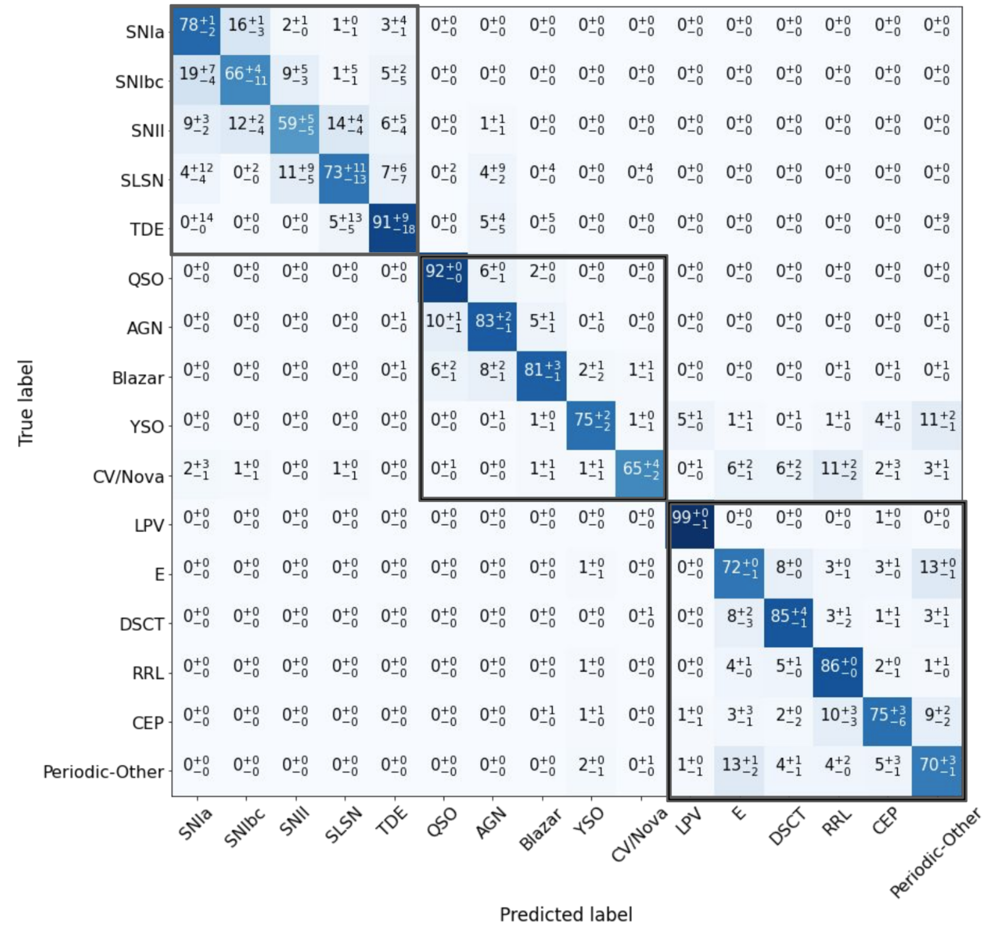 SNIa 78+1−2 16+1−3 2+1−0 1+0−1 3+4−1 0+0−0 0+0−0 0+0−0 0+0−0 0+0−0 0+0−0 0+0−0 0+0−0 0+0−0 0+0−0 0+0−0
SNIbc 19+7−4 66+4−11 9+5−3 1+5−1 5+2−5 0+0−0 0+0−0 0+0−0 0+0−0 0+0−0 0+0−0 0+0−0 0+0−0 0+0−0 0+0−0 0+0−0
SNII 9+3−2 12+2−4 59+5−5 14+4−4 6+5−4 0+0−0 1+1−1 0+0−0 0+0−0 0+0−0 0+0−0 0+0−0 0+0−0 0+0−0 0+0−0 0+0−0
SLSN 4+12−4 0+2−0 11+9−5 73+11−13 7+6−7 0+2−0 4+9−2 0+4−0 0+0−0 0+4−0 0+0−0 0+0−0 0+0−0 0+0−0 0+0−0 0+0−0
TDE 0+14−0 0+0−0 0+0−0 5+13−5 91+9−18 0+0−0 5+4−5 0+5−0 0+0−0 0+0−0 0+0−0 0+0−0 0+0−0 0+0−0 0+0−0 0+9−0
QSO 0+0−0 0+0−0 0+0−0 0+0−0 0+0−0 92+0−0 6+0−1 2+0−0 0+0−0 0+0−0 0+0−0 0+0−0 0+0−0 0+0−0 0+0−0 0+0−0
AGN 0+0−0 0+0−0 0+0−0 0+0−0 0+1−0 10+1−1 83+2−1 5+1−1 0+1−0 0+0−0 0+0−0 0+0−0 0+0−0 0+0−0 0+0−0 0+1−0
Blazar 0+0−0 0+0−0 0+0−0 0+0−0 0+1−0 6+2−1 8+2−1 81+3−1 2+1−2 1+1−1 0+0−0 0+0−0 0+0−0 0+1−0 0+1−0 0+1−0
YSO 0+0−0 0+0−0 0+0−0 0+0−0 0+0−0 0+0−0 0+1−0 1+0−1 75+2−2 1+0−1 5+1−0 1+1−1 0+1−0 1+1−0 4+1−0 11+2−1
CV/Nova 2+3−1 1+0−1 0+0−0 1+0−1 0+0−0 0+1−0 0+0−0 1+1−1 1+1−1 65+4−2 0+1−0 6+2−1 6+2−2 11+2−2 2+3−1 3+1−1
LPV 0+0−0 0+0−0 0+0−0 0+0−0 0+0−0 0+0−0 0+0−0 0+0−0 0+0−0 0+0−0 99+0−1 0+0−0 0+0−0 0+0−0 1+0−0 0+0−0
E 0+0−0 0+0−0 0+0−0 0+0−0 0+0−0 0+0−0 0+0−0 0+0−0 1+0−1 0+0−0 0+0−0 72+0−1 8+0−0 3+0−1 3+1−0 13+0−1
DSCT 0+0−0 0+0−0 0+0−0 0+0−0 0+0−0 0+0−0 0+0−0 0+0−0 0+0−0 0+1−0 0+0−0 8+2−3 85+4−1 3+1−2 1+1−1 3+1−1
RRL 0+0−0 0+0−0 0+0−0 0+0−0 0+0−0 0+0−0 0+0−0 0+0−0 1+0−0 0+0−0 0+0−0 4+1−0 5+1−0 86+0−0 2+0−1 1+1−0
CEP 0+0−0 0+0−0 0+0−0 0+0−0 0+0−0 0+0−0 0+0−0 0+1−0 1+1−0 0+0−0 1+0−1 3+3−1 2+0−2 10+3−3 75+3−6 9+2−2
Periodic-Other 0+0−0 0+0−0 0+0−0 0+0−0 0+0−0 0+0−0 0+0−0 0+0−0 2+0−1 0+1−0 1+0−1 13+1−2 4+1−1 4+2−0 5+3−1 70+3−1
True label
SNIa SNIbc SNII SLSN TDE QSO AGN Blazar YSO CV/Nova LPV E DSCT RRL CEP Periodic-Other
Predicted label